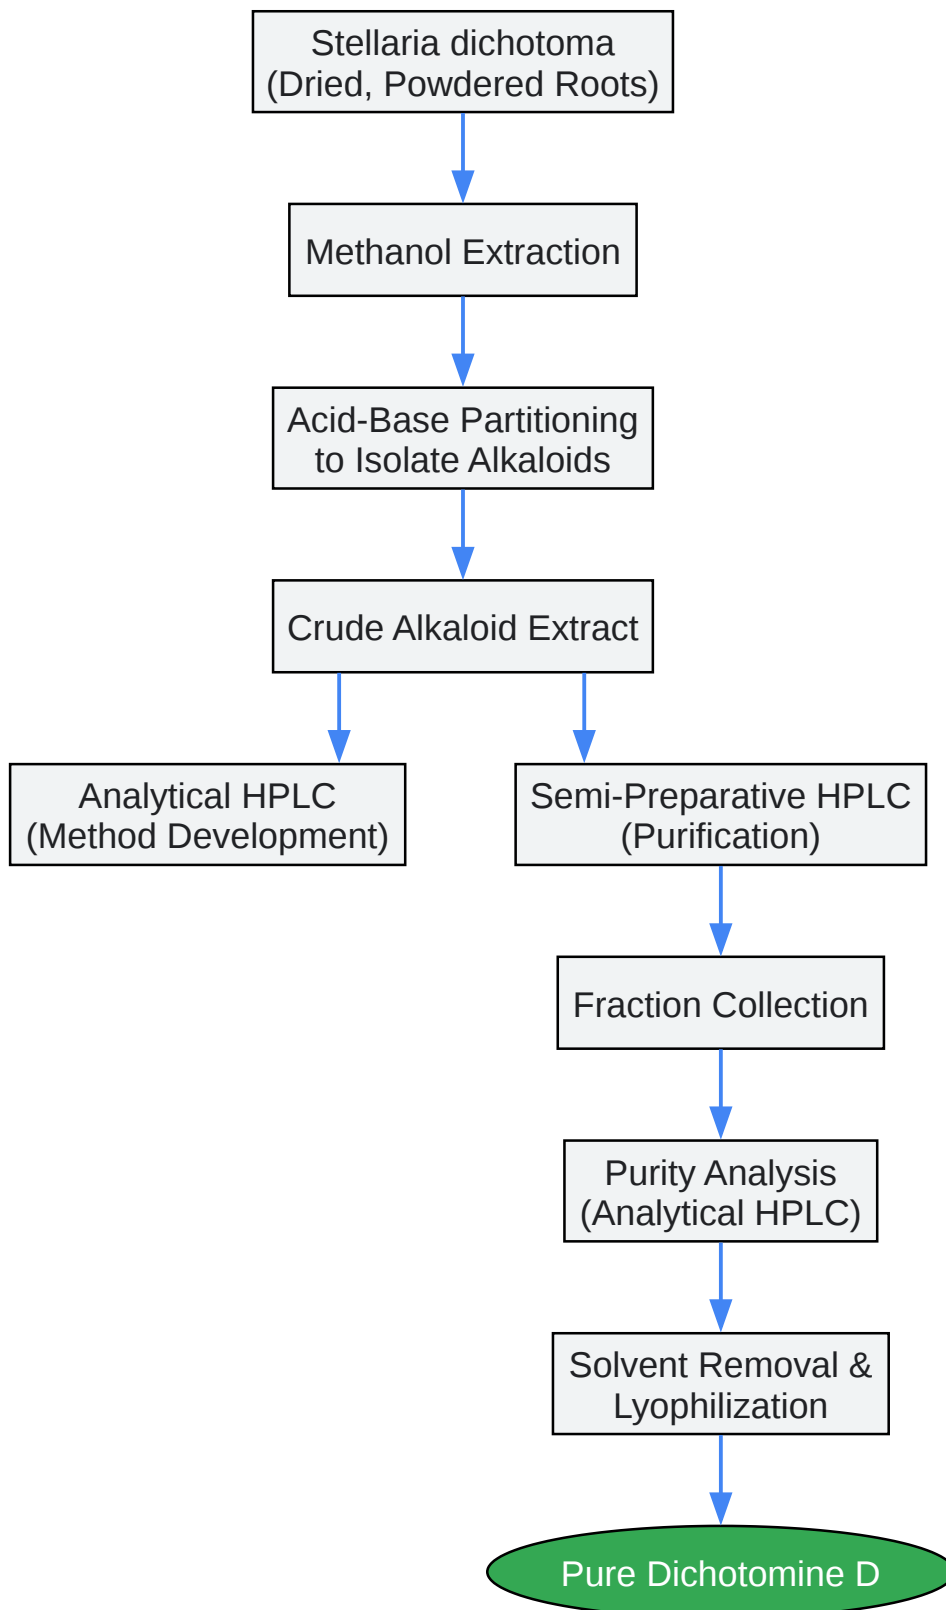 Stellaria dichotoma
(Dried, Powdered Roots)
Methanol Extraction
Acid-Base Partitioning
to Isolate Alkaloids
Crude Alkaloid Extract
Analytical HPLC
(Method Development)
Semi-Preparative HPLC
(Purification)
Fraction Collection
Purity Analysis
(Analytical HPLC)
Solvent Removal &
Lyophilization
Pure Dichotomine D